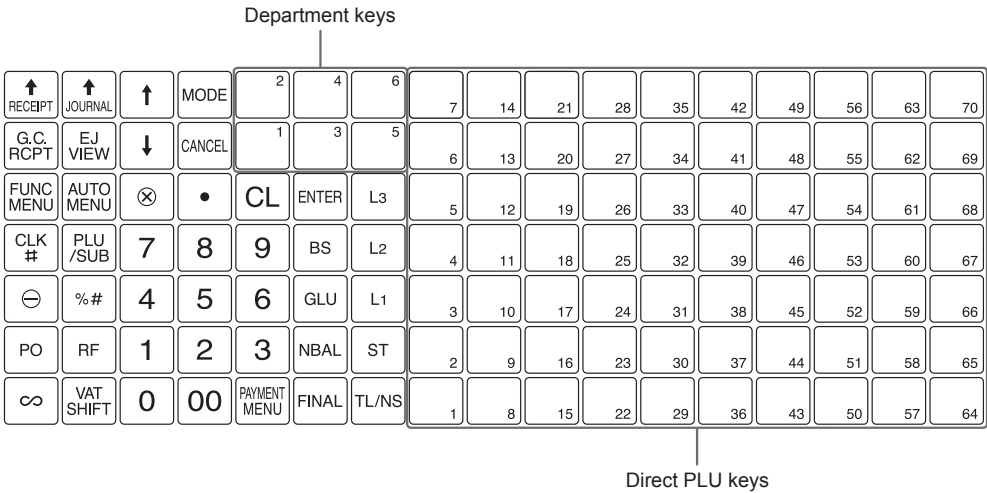 Department keys
RECEIPT JOURNAL ↑ MODE 2 4 6 7 14 21 28 35 42 49 56 63 70
G.C. RCPT EJ VIEW ↓ CANCEL 1 3 5 6 13 20 27 34 41 48 55 62 69
FUNC MENU AUTO MENU ⊗ • CL ENTER L3 5 12 19 26 33 40 47 54 61 68
CLK # PLU /SUB 7 8 9 BS L2 4 11 18 25 32 39 46 53 60 67
⊖ %# 4 5 6 GLU L1 3 10 17 24 31 38 45 52 59 66
PO RF 1 2 3 NBAL ST 2 9 16 23 30 37 44 51 58 65
∞ VAT SHIFT 0 00 PAYMENT MENU FINAL TL/NS 1 8 15 22 29 36 43 50 57 64
Direct PLU keys